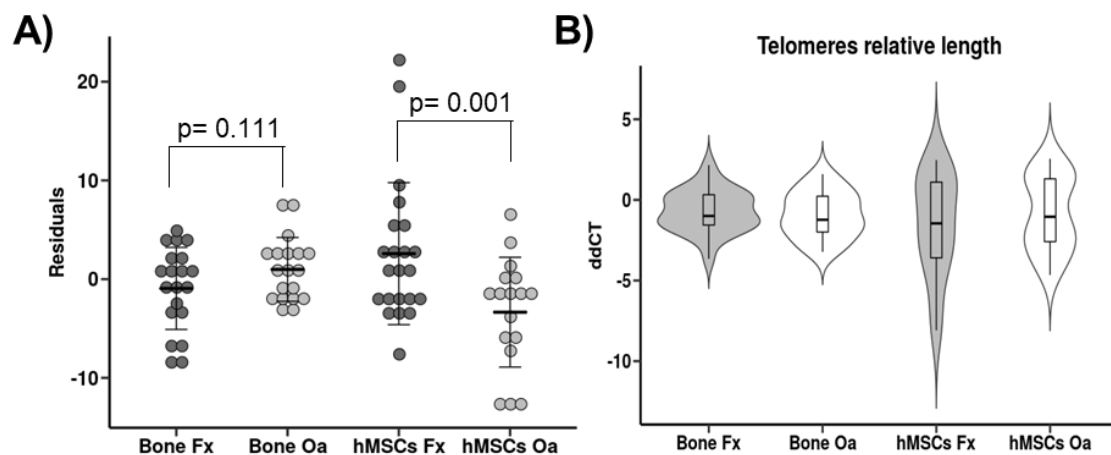 A)
20
10
0
-10
Residuals
p= 0.111
p= 0.001
Bone Fx Bone Oa hMSCs Fx hMSCs Oa
B)
Telomeres relative length
5
0
-5
-10
ddCT
Bone Fx Bone Oa hMSCs Fx hMSCs Oa